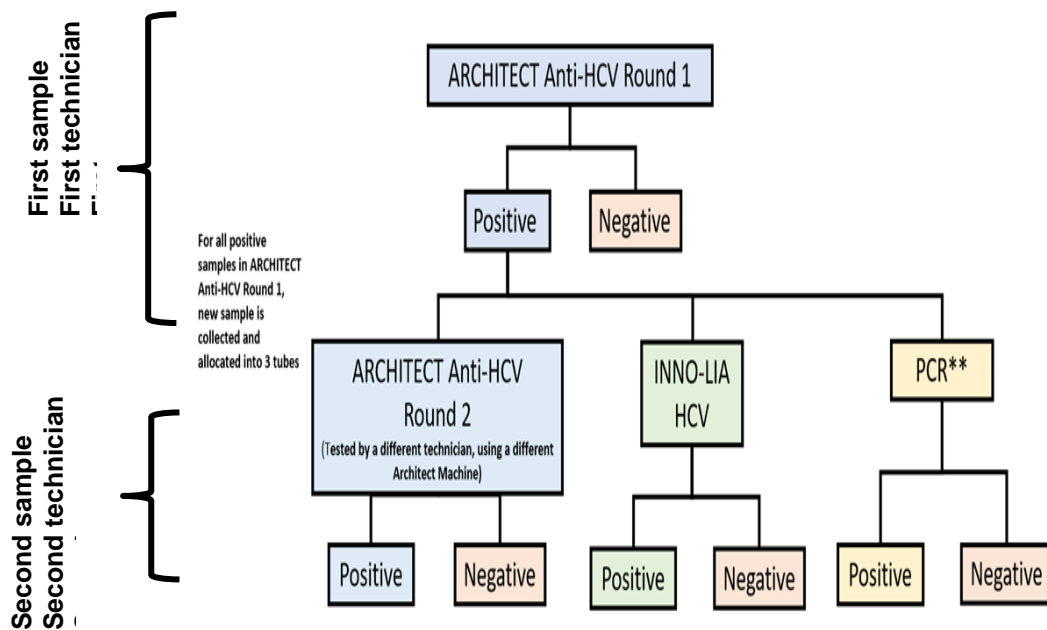 First sample
First technician
ARCHITECT Anti-HCV Round 1
Positive
Negative
For all positive
samples in ARCHITECT
Anti-HCV Round 1,
new sample is
collected and
allocated into 3 tubes
ARCHITECT Anti-HCV
Round 2
(Tested by a different technician, using a different
Architect Machine)
INNO-LIA
HCV
PCR**
Second sample
Second technician
Positive
Negative
Positive
Negative
Positive
Negative